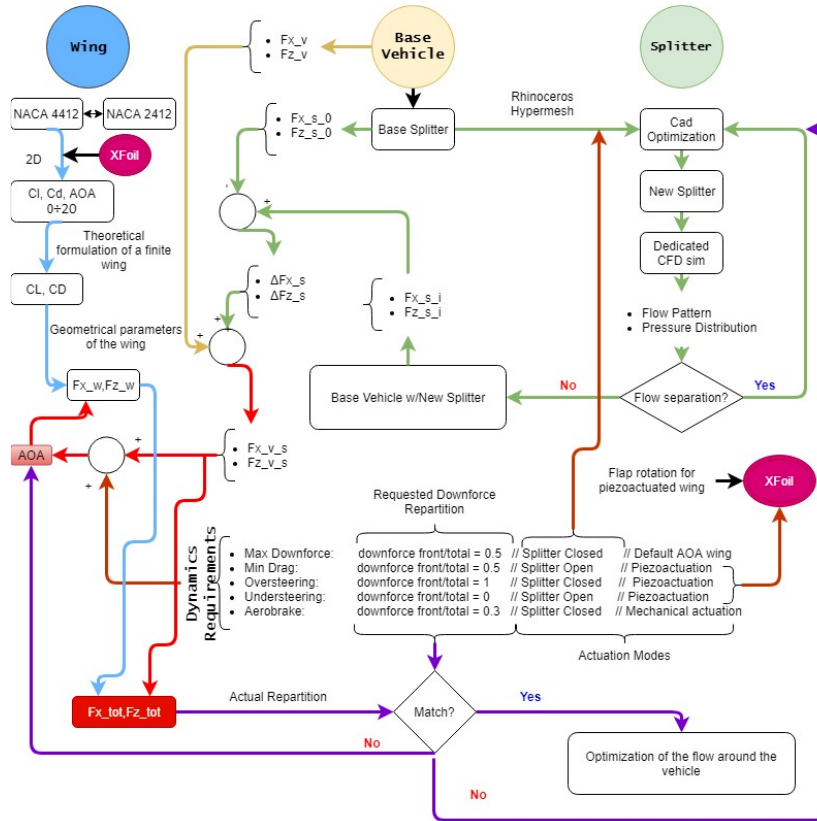 Wing
Base
Vehicle
Splitter
• Fx_v
• Fz_v
NACA 4412
NACA 2412
2D
XFoil
Cl, Cd, AOA
0÷20
Theoretical
formulation of a finite
wing
CL, CD
Geometrical parameters
of the wing
Fx_w,Fz_w
AOA
• Fx_s_0
• Fz_s_0
Base Splitter
Rhinoceros
Hypermesh
Cad
Optimization
New Splitter
Dedicated
CFD sim
• Flow Pattern
• Pressure Distribution
Flow separation?
No
Yes
-
+
• ΔFx_s
• ΔFz_s
• Fx_s_i
• Fz_s_i
+
+
Base Vehicle w/New Splitter
• Fx_v_s
• Fz_v_s
+
+
Flap rotation for
piezoactuated wing
XFoil
Requested Downforce
Repartition
Dynamics
Requirements
• Max Downforce: downforce front/total = 0.5 // Splitter Closed // Default AOA wing
• Min Drag: downforce front/total = 0.5 // Splitter Open // Piezoactuation
• Oversteering: downforce front/total = 1 // Splitter Closed // Piezoactuation
• Understeering: downforce front/total = 0 // Splitter Open // Piezoactuation
• Aerobrake: downforce front/total = 0.3 // Splitter Closed // Mechanical actuation
Actuation Modes
Fx_tot,Fz_tot
Actual Repartition
Match?
Yes
No
No
Optimization of the flow around the
vehicle